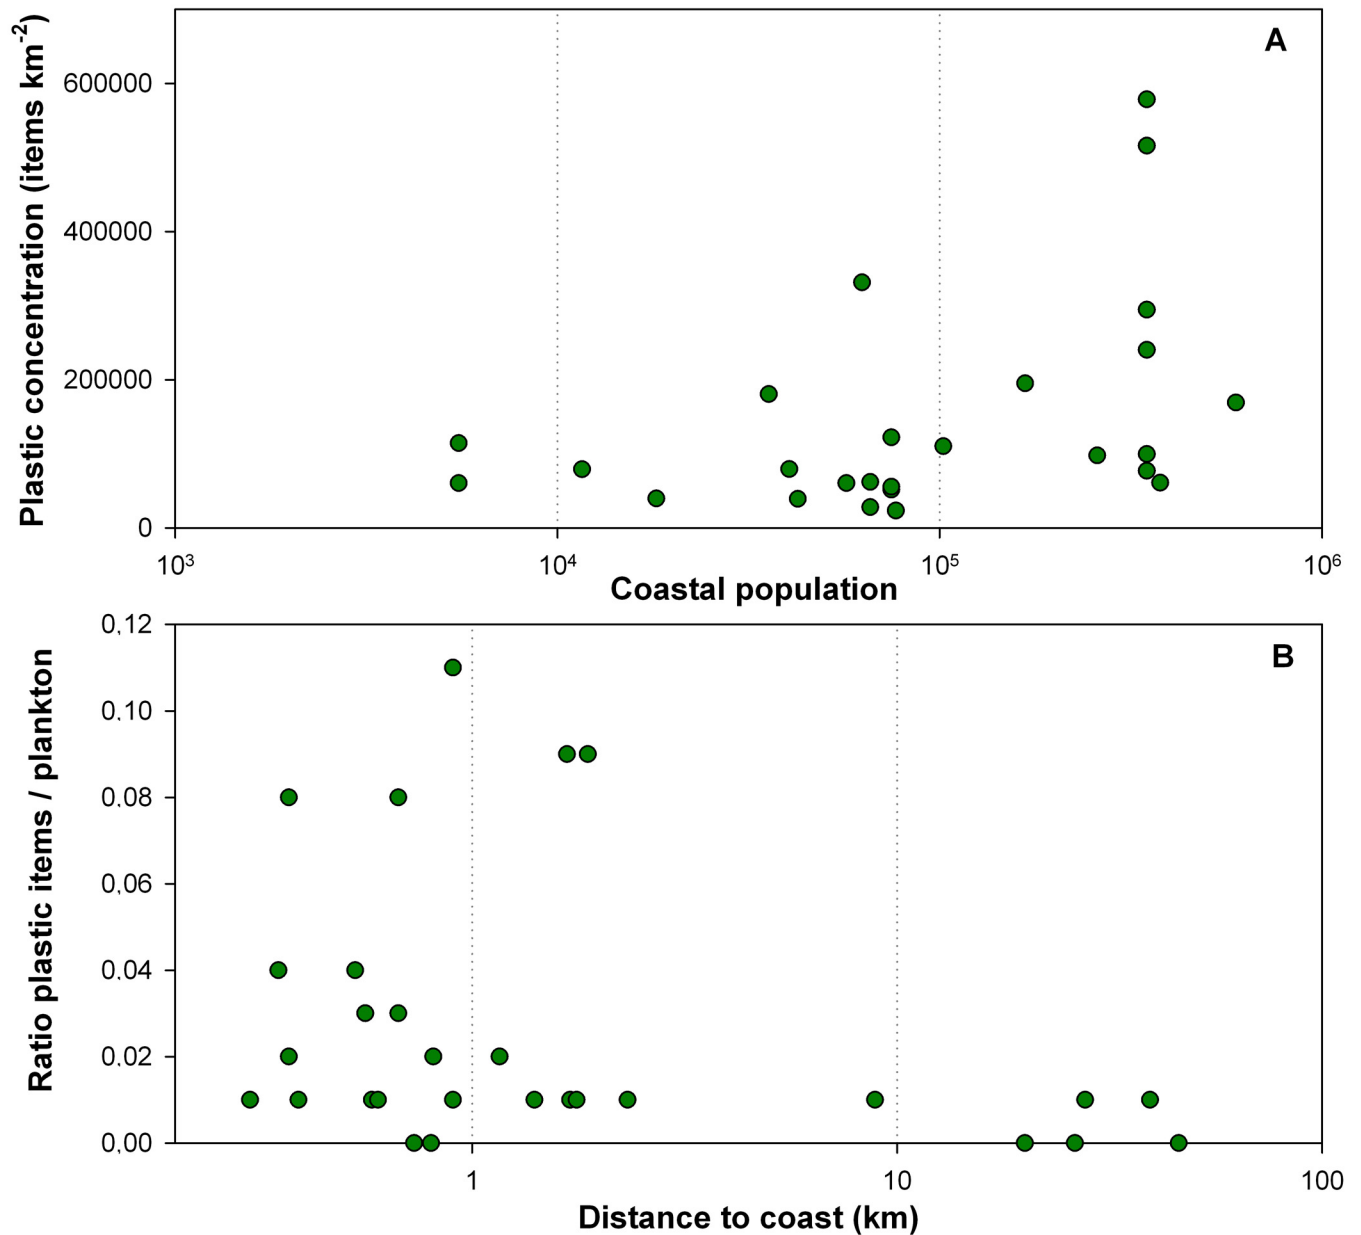 A
Plastic concentration (items km⁻²)
600000
400000
200000
0
10³ 10⁴ 10⁵ 10⁶
Coastal population
B
Ratio plastic items / plankton
0,12
0.10
0.08
0.06
0.04
0.02
0,00
1 10 100
Distance to coast (km)